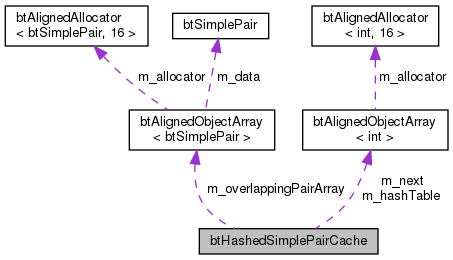 btAlignedAllocator
< btSimplePair, 16 >
btSimplePair
btAlignedAllocator
< int, 16 >
m_allocator
m_data
m_allocator
btAlignedObjectArray
< btSimplePair >
btAlignedObjectArray
< int >
m_overlappingPairArray
m_next
m_hashTable
btHashedSimplePairCache